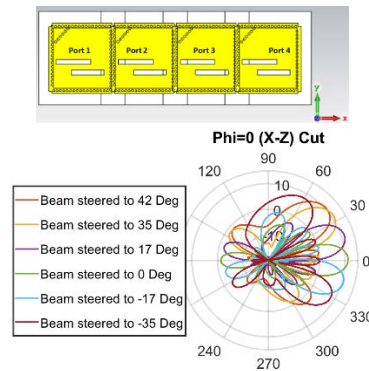 Port 1 Port 2 Port 3 Port 4
y
x
Phi=0 (X-Z) Cut
90
120 60
10
30
0
-10
0
330
240 300
270
Beam steered to 42 Deg
Beam steered to 35 Deg
Beam steered to 17 Deg
Beam steered to 0 Deg
Beam steered to -17 Deg
Beam steered to -35 Deg